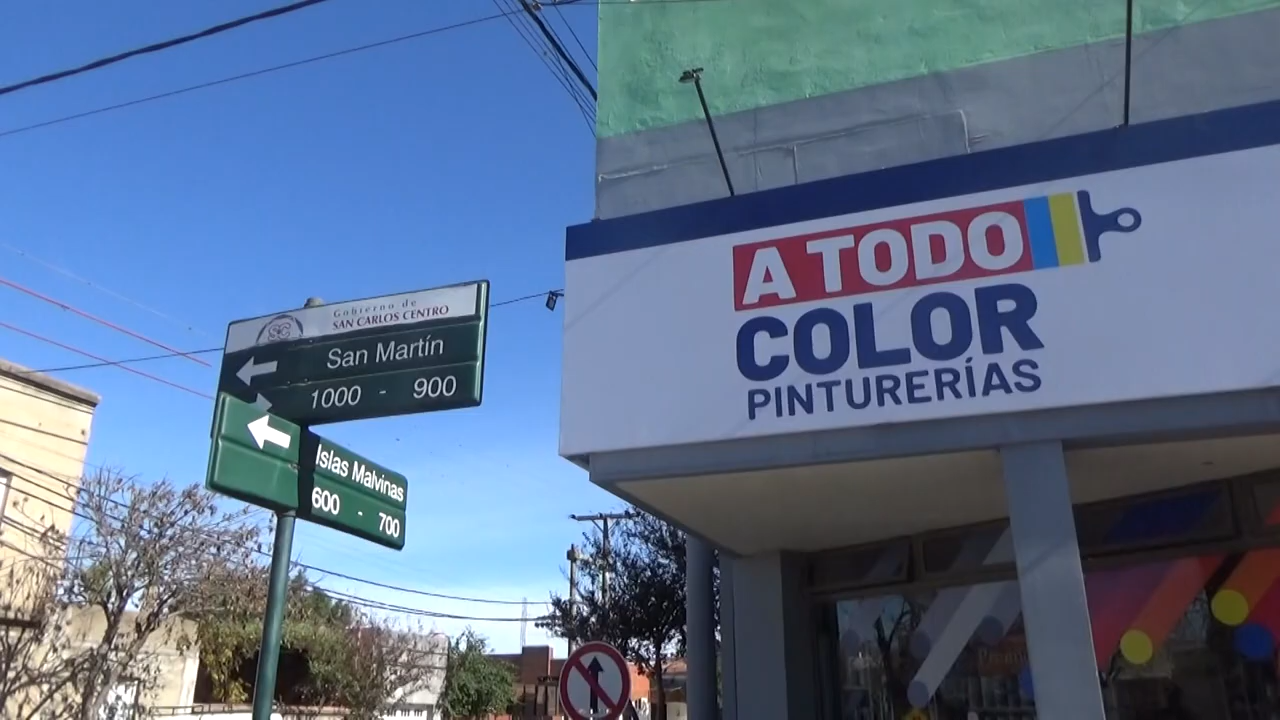 Gobierno de
SAN CARLOS CENTRO
San Martín
1000 - 900
Islas Malvinas
600 - 700
A TODO
COLOR
PINTURERÍAS